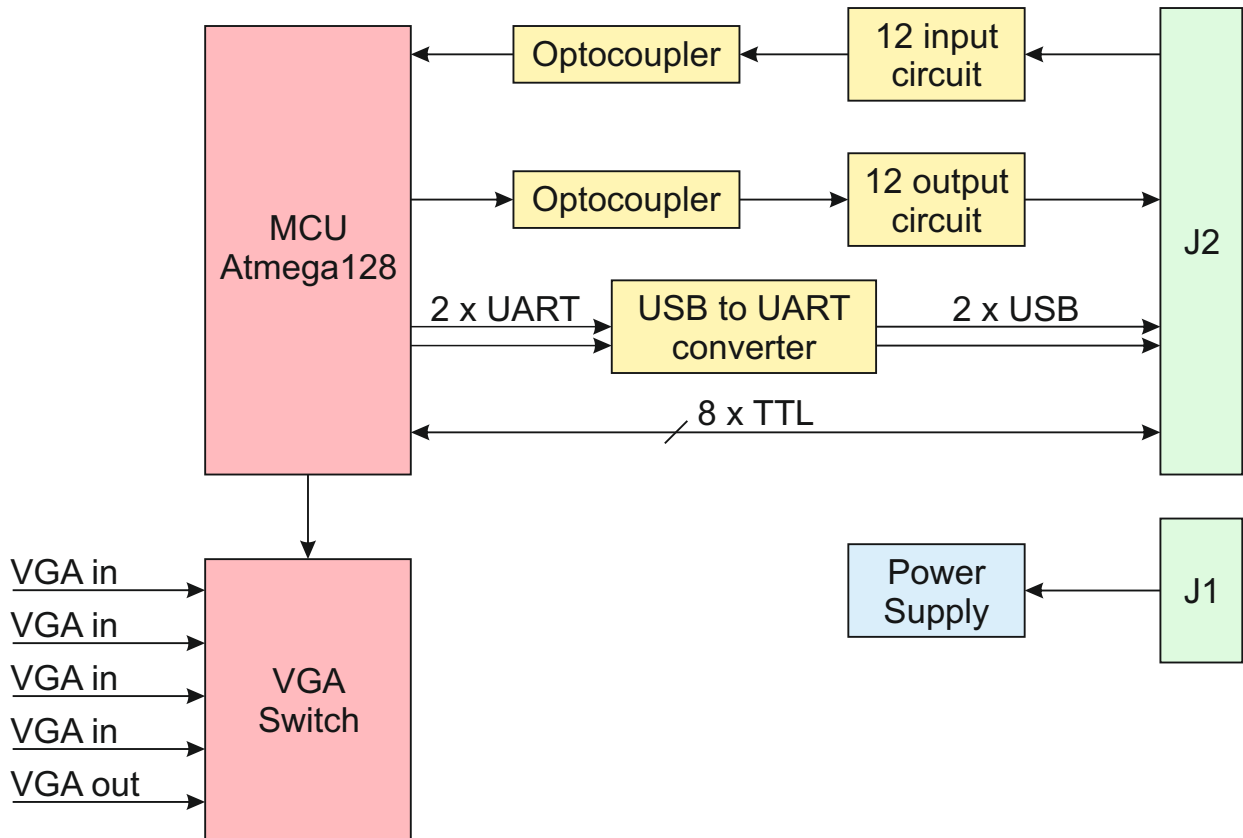 Optocoupler
12 input
circuit
Optocoupler
12 output
circuit
MCU
Atmega128
J2
2 x UART
USB to UART
converter
2 x USB
8 x TTL
VGA in
VGA in
VGA in
VGA in
VGA out
VGA
Switch
Power
Supply
J1